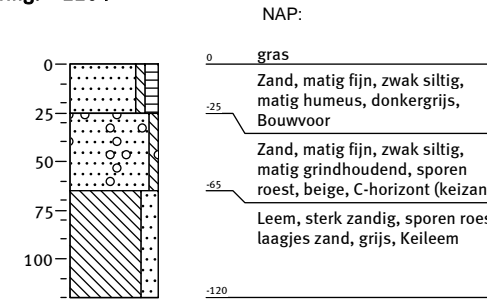 NAP:
0
0
gras
Zand, matig fijn, zwak siltig,
matig humeus, donkergrijs,
Bouwvoor
25
-25
Zand, matig fijn, zwak siltig,
matig grindhoudend, sporen
roest, beige, C-horizont
50
-65
Leem, sterk zandig, sporen
laagjes zand, grijs, Keileem
75
100
-120